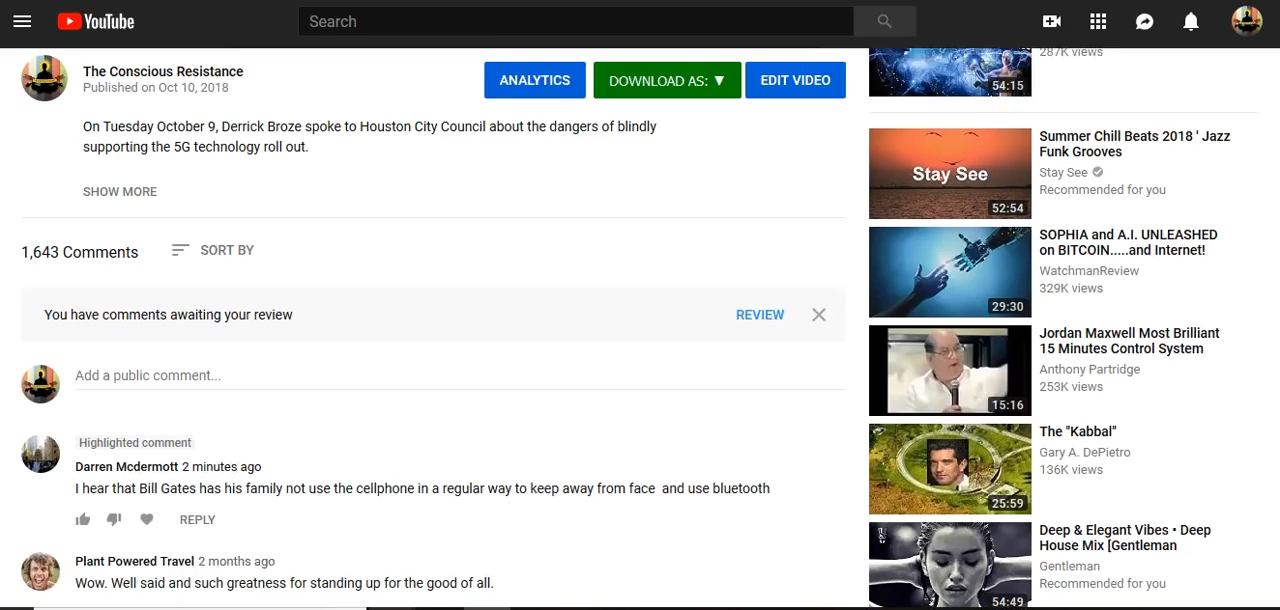 YouTube
Search
The Conscious Resistance
Published on Oct 10, 2018
ANALYTICS
DOWNLOAD AS: ▼
EDIT VIDEO
On Tuesday October 9, Derrick Broze spoke to Houston City Council about the dangers of blindly
supporting the 5G technology roll out.
SHOW MORE
1,643 Comments
SORT BY
You have comments awaiting your review
REVIEW
Add a public comment...
Highlighted comment
Darren Mcdermott 2 minutes ago
I hear that Bill Gates has his family not use the cellphone in a regular way to keep away from face and use bluetooth
REPLY
Plant Powered Travel 2 months ago
Wow. Well said and such greatness for standing up for the good of all.
287K views
54:15
Summer Chill Beats 2018 ' Jazz
Funk Grooves
Stay See
Recommended for you
Stay See
52:54
SOPHIA and A.I. UNLEASHED
on BITCOIN.....and Internet!
WatchmanReview
329K views
29:30
Jordan Maxwell Most Brilliant
15 Minutes Control System
Anthony Partridge
253K views
15:16
The "Kabbal"
Gary A. DePietro
136K views
25:59
Deep & Elegant Vibes • Deep
House Mix [Gentleman
Gentleman
Recommended for you
54:49